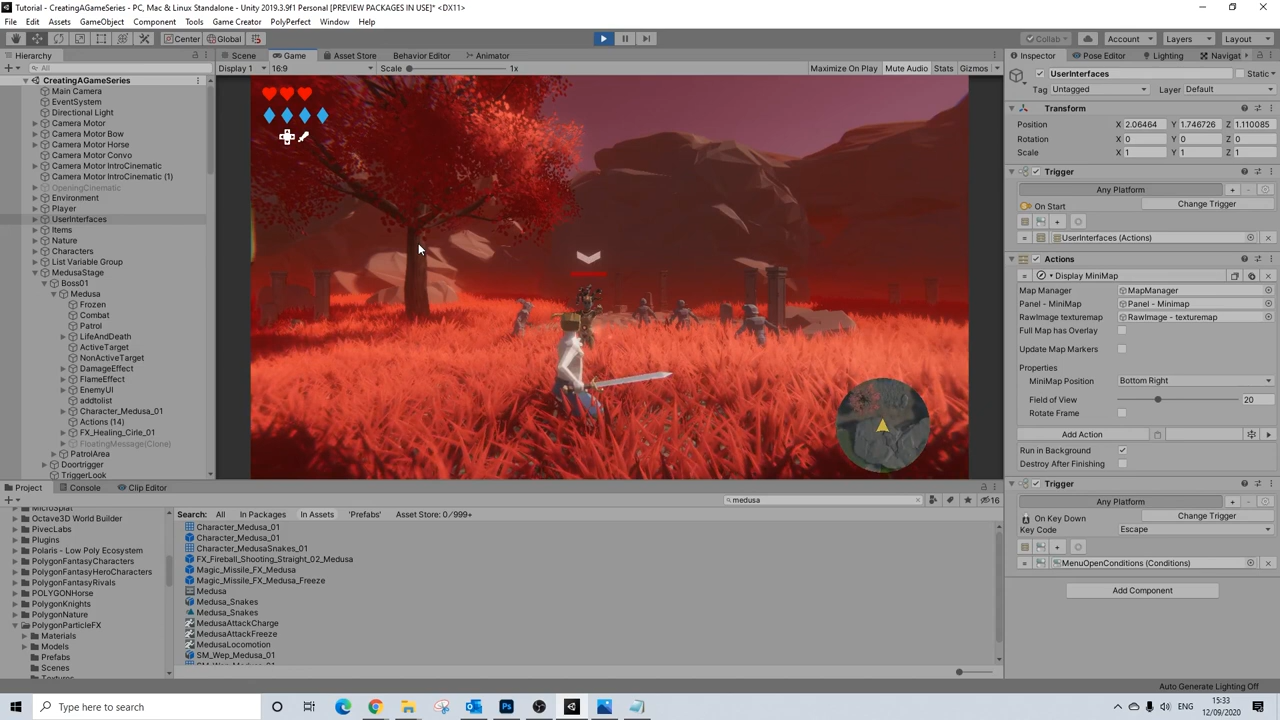 Tutorial - CreatingAGameSeries - PC, Mac & Linux Standalone - Unity 2019.3.9f1 Personal [PREVIEW PACKAGES IN USE]* <DX11>
File Edit Assets GameObject Component Tools Game Creator PolyPerfect Window Help
Center Global Collab Account Layers Layout
Hierarchy Scene Game Asset Store Behavior Editor Animator Inspector Pose Editor Lighting Navigat
All Display 1 16:9 Scale 1x Maximize On Play Mute Audio Stats Gizmos
CreatingAGameSeries
Main Camera
EventSystem
Directional Light
Camera Motor
Camera Motor Bow
Camera Motor Horse
Camera Motor Convo
Camera Motor IntroCinematic
Camera Motor IntroCinematic (1)
OpeningCinematic
Environment
Player
UserInterfaces
Items
Nature
Characters
List Variable Group
MedusaStage
Boss01
Medusa
Frozen
Combat
Patrol
LifeAndDeath
ActiveTarget
NonActiveTarget
DamageEffect
FlameEffect
EnemyUI
addtolist
Character_Medusa_01
Actions (14)
FX_Healing_Cirle_01
FloatingMessage(Clone)
PatrolArea
Doortrigger
TriggerLook
UserInterfaces Static
Tag Untagged Layer Default
Transform
Position X 2.06464 Y 1.746726 Z 1.110085
Rotation X 0 Y 0 Z 0
Scale X 1 Y 1 Z 1
Trigger
Any Platform
On Start Change Trigger
UserInterfaces (Actions)
Actions
Display MiniMap
Map Manager MapManager
Panel - MiniMap Panel - Minimap
RawImage texturemap RawImage - texturemap
Full Map has Overlay
Update Map Markers
Properties
MiniMap Position Bottom Right
Field of View 20
Rotate Frame
Add Action
Run in Background
Destroy After Finishing
Trigger
Any Platform
On Key Down Change Trigger
Key Code Escape
MenuOpenConditions (Conditions)
Add Component
Project Console Clip Editor
medusa 16
Search: All In Packages In Assets 'Prefabs' Asset Store: 0/999+
MicroSplat
Octave3D World Builder
PivecLabs
Plugins
Polaris - Low Poly Ecosystem
PolygonFantasyCharacters
PolygonFantasyHeroCharacters
PolygonFantasyRivals
POLYGONHorse
PolygonKnights
PolygonNature
PolygonParticleFX
Materials
Models
Prefabs
Scenes
Textures
Character_Medusa_01
Character_Medusa_01
Character_MedusaSnakes_01
FX_Fireball_Shooting_Straight_02_Medusa
Magic_Missile_FX_Medusa
Magic_Missile_FX_Medusa_Freeze
Medusa
Medusa_Snakes
Medusa_Snakes
MedusaAttackCharge
MedusaAttackFreeze
MedusaLocomotion
SM_Wep_Medusa_01
SM_Wep_Medusa_01
Auto Generate Lighting Off
Type here to search
ENG
15:33
12/09/2020